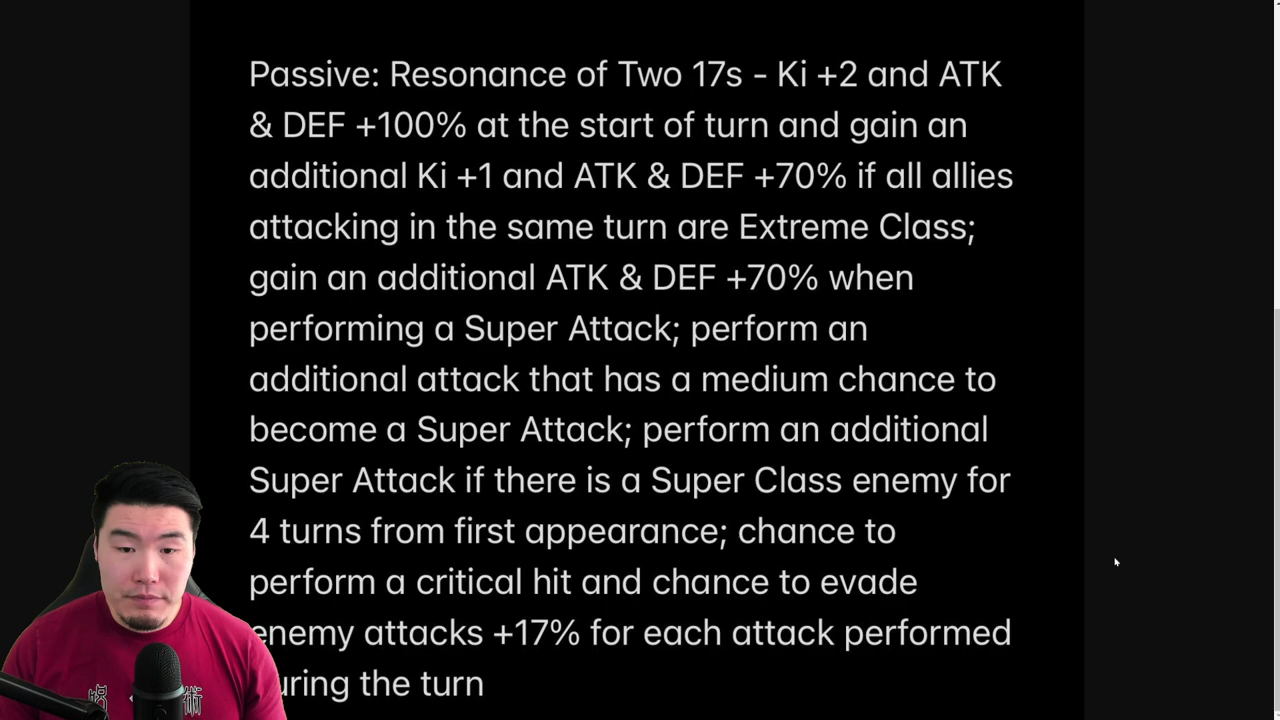 Passive: Resonance of Two 17s - Ki +2 and ATK
& DEF +100% at the start of turn and gain an
additional Ki +1 and ATK & DEF +70% if all allies
attacking in the same turn are Extreme Class;
gain an additional ATK & DEF +70% when
performing a Super Attack; perform an
additional attack that has a medium chance to
become a Super Attack; perform an additional
Super Attack if there is a Super Class enemy for
4 turns from first appearance; chance to
perform a critical hit and chance to evade
enemy attacks +17% for each attack performed
uring the turn
術